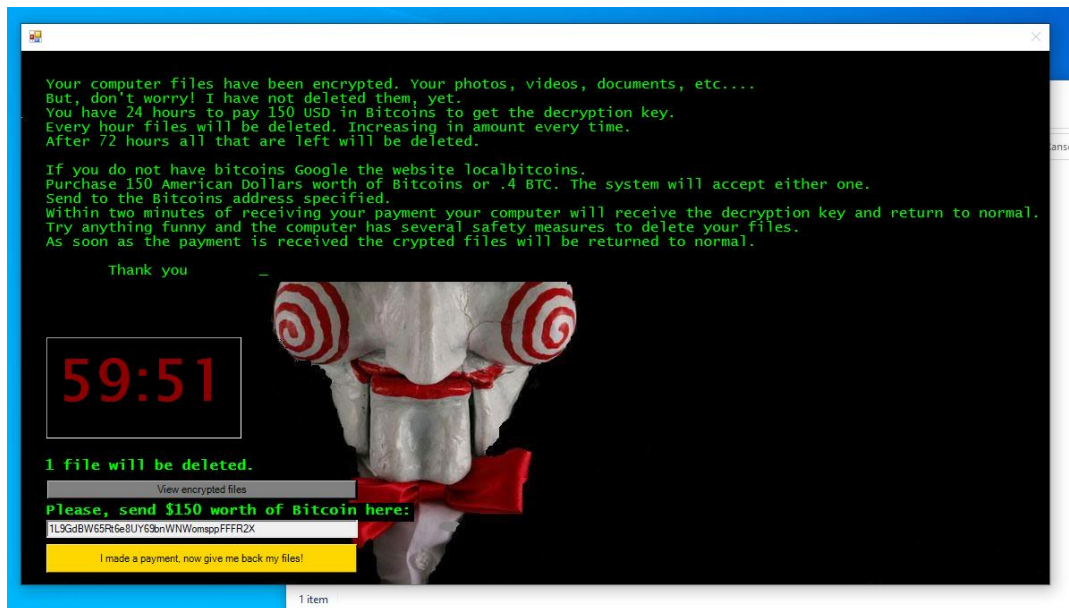 Your computer files have been encrypted. Your photos, videos, documents, etc....
But, don't worry! I have not deleted them, yet.
You have 24 hours to pay 150 USD in Bitcoins to get the decryption key.
Every hour files will be deleted. Increasing in amount every time.
After 72 hours all that are left will be deleted.
If you do not have bitcoins Google the website localbitcoins.
Purchase 150 American Dollars worth of Bitcoins or .4 BTC. The system will accept either one.
Send to the Bitcoins address specified.
Within two minutes of receiving your payment your computer will receive the decryption key and return to normal.
Try anything funny and the computer has several safety measures to delete your files.
As soon as the payment is received the crypted files will be returned to normal.
Thank you _
59:51
1 file will be deleted.
View encrypted files
Please, send $150 worth of Bitcoin here:
1L9GdBW65Rt6e8UY69bnWNWomsppFFFR2X
I made a payment, now give me back my files!
1 item